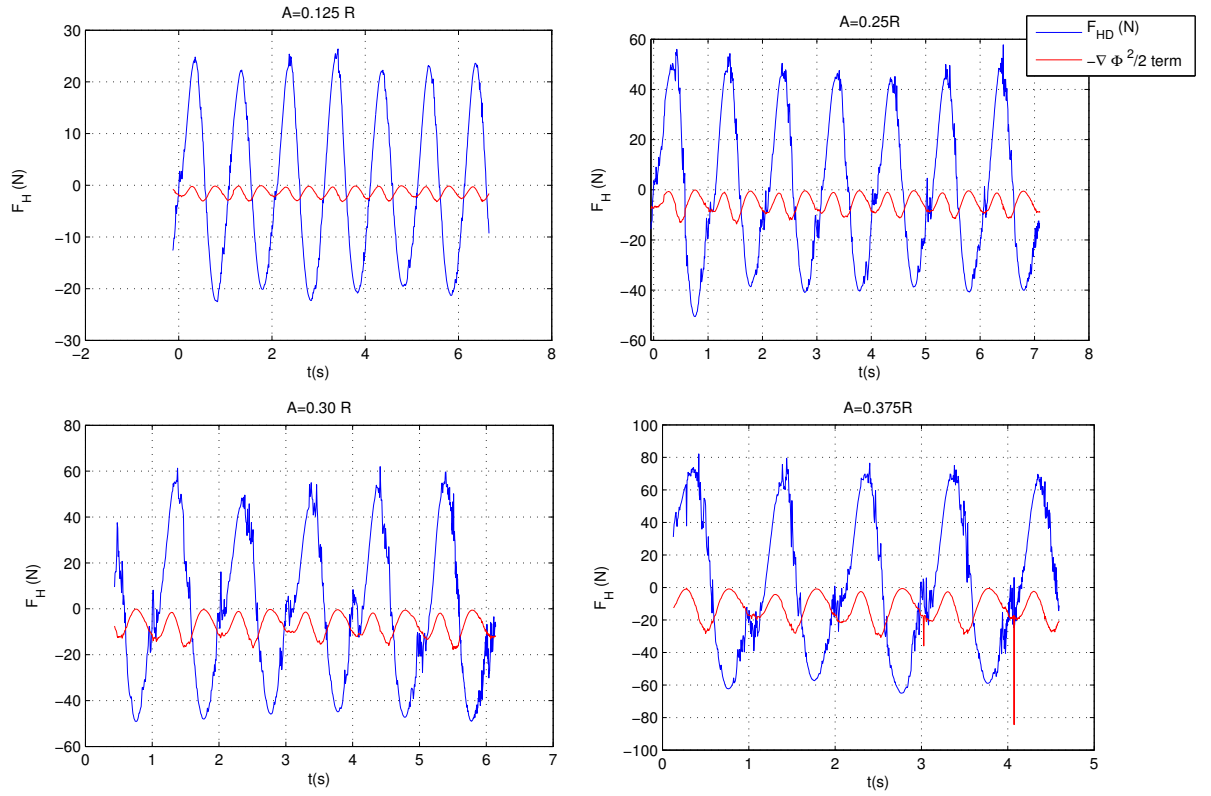 A=0.125 R
F_H (N)
30
20
10
0
−10
−20
−30
−2 0 2 4 6 8
t(s)
A=0.25R
F_HD (N)
−∇ Φ ²/2 term
F_H (N)
60
40
20
0
−20
−40
−60
0 1 2 3 4 5 6 7 8
t(s)
A=0.30 R
F_H (N)
80
60
40
20
0
−20
−40
−60
0 1 2 3 4 5 6 7
t(s)
A=0.375R
F_H (N)
100
80
60
40
20
0
−20
−40
−60
−80
−100
0 1 2 3 4 5
t(s)